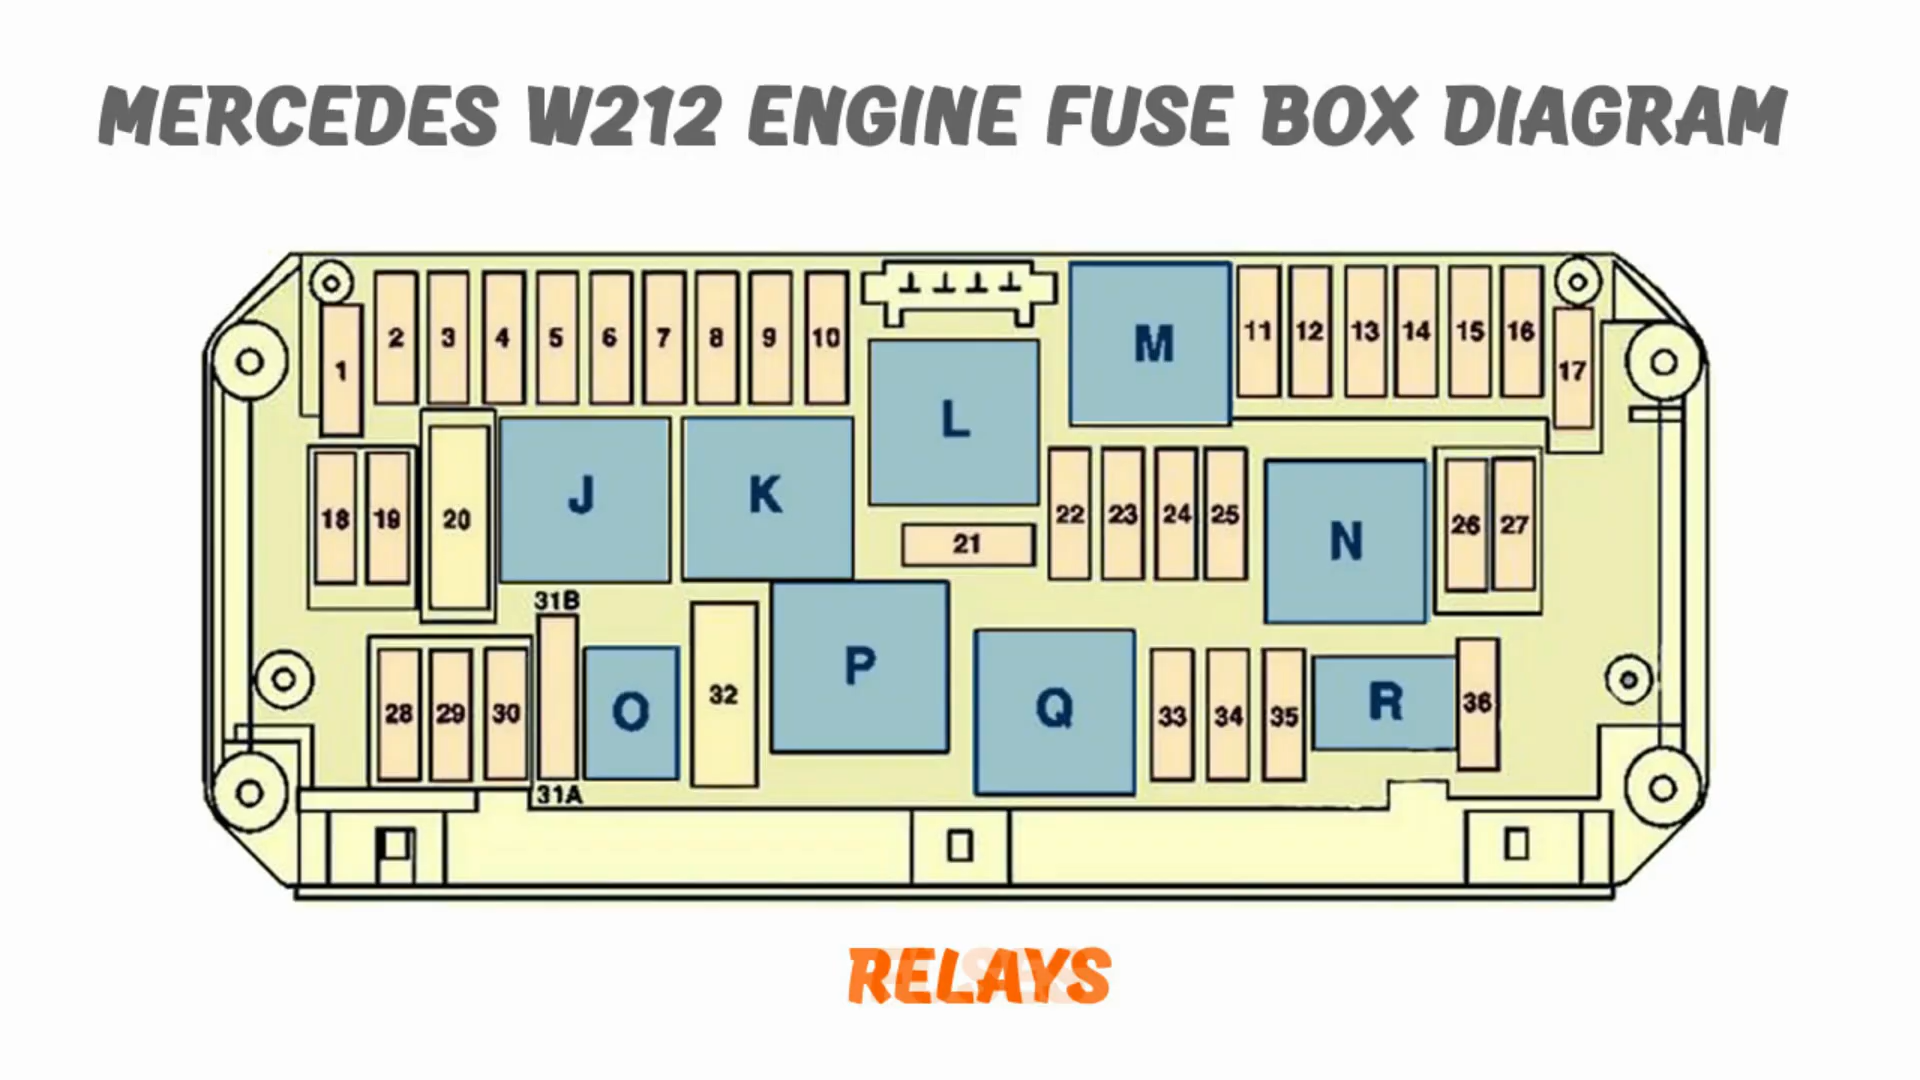 MERCEDES W212 ENGINE FUSE BOX DIAGRAM
1 2 3 4 5 6 7 8 9 10 L M 11 12 13 14 15 16 17
18 19 20 J K 21 22 23 24 25 N 26 27
31B
28 29 30 O 32 P Q 33 34 35 R 36
31A
RELAYS